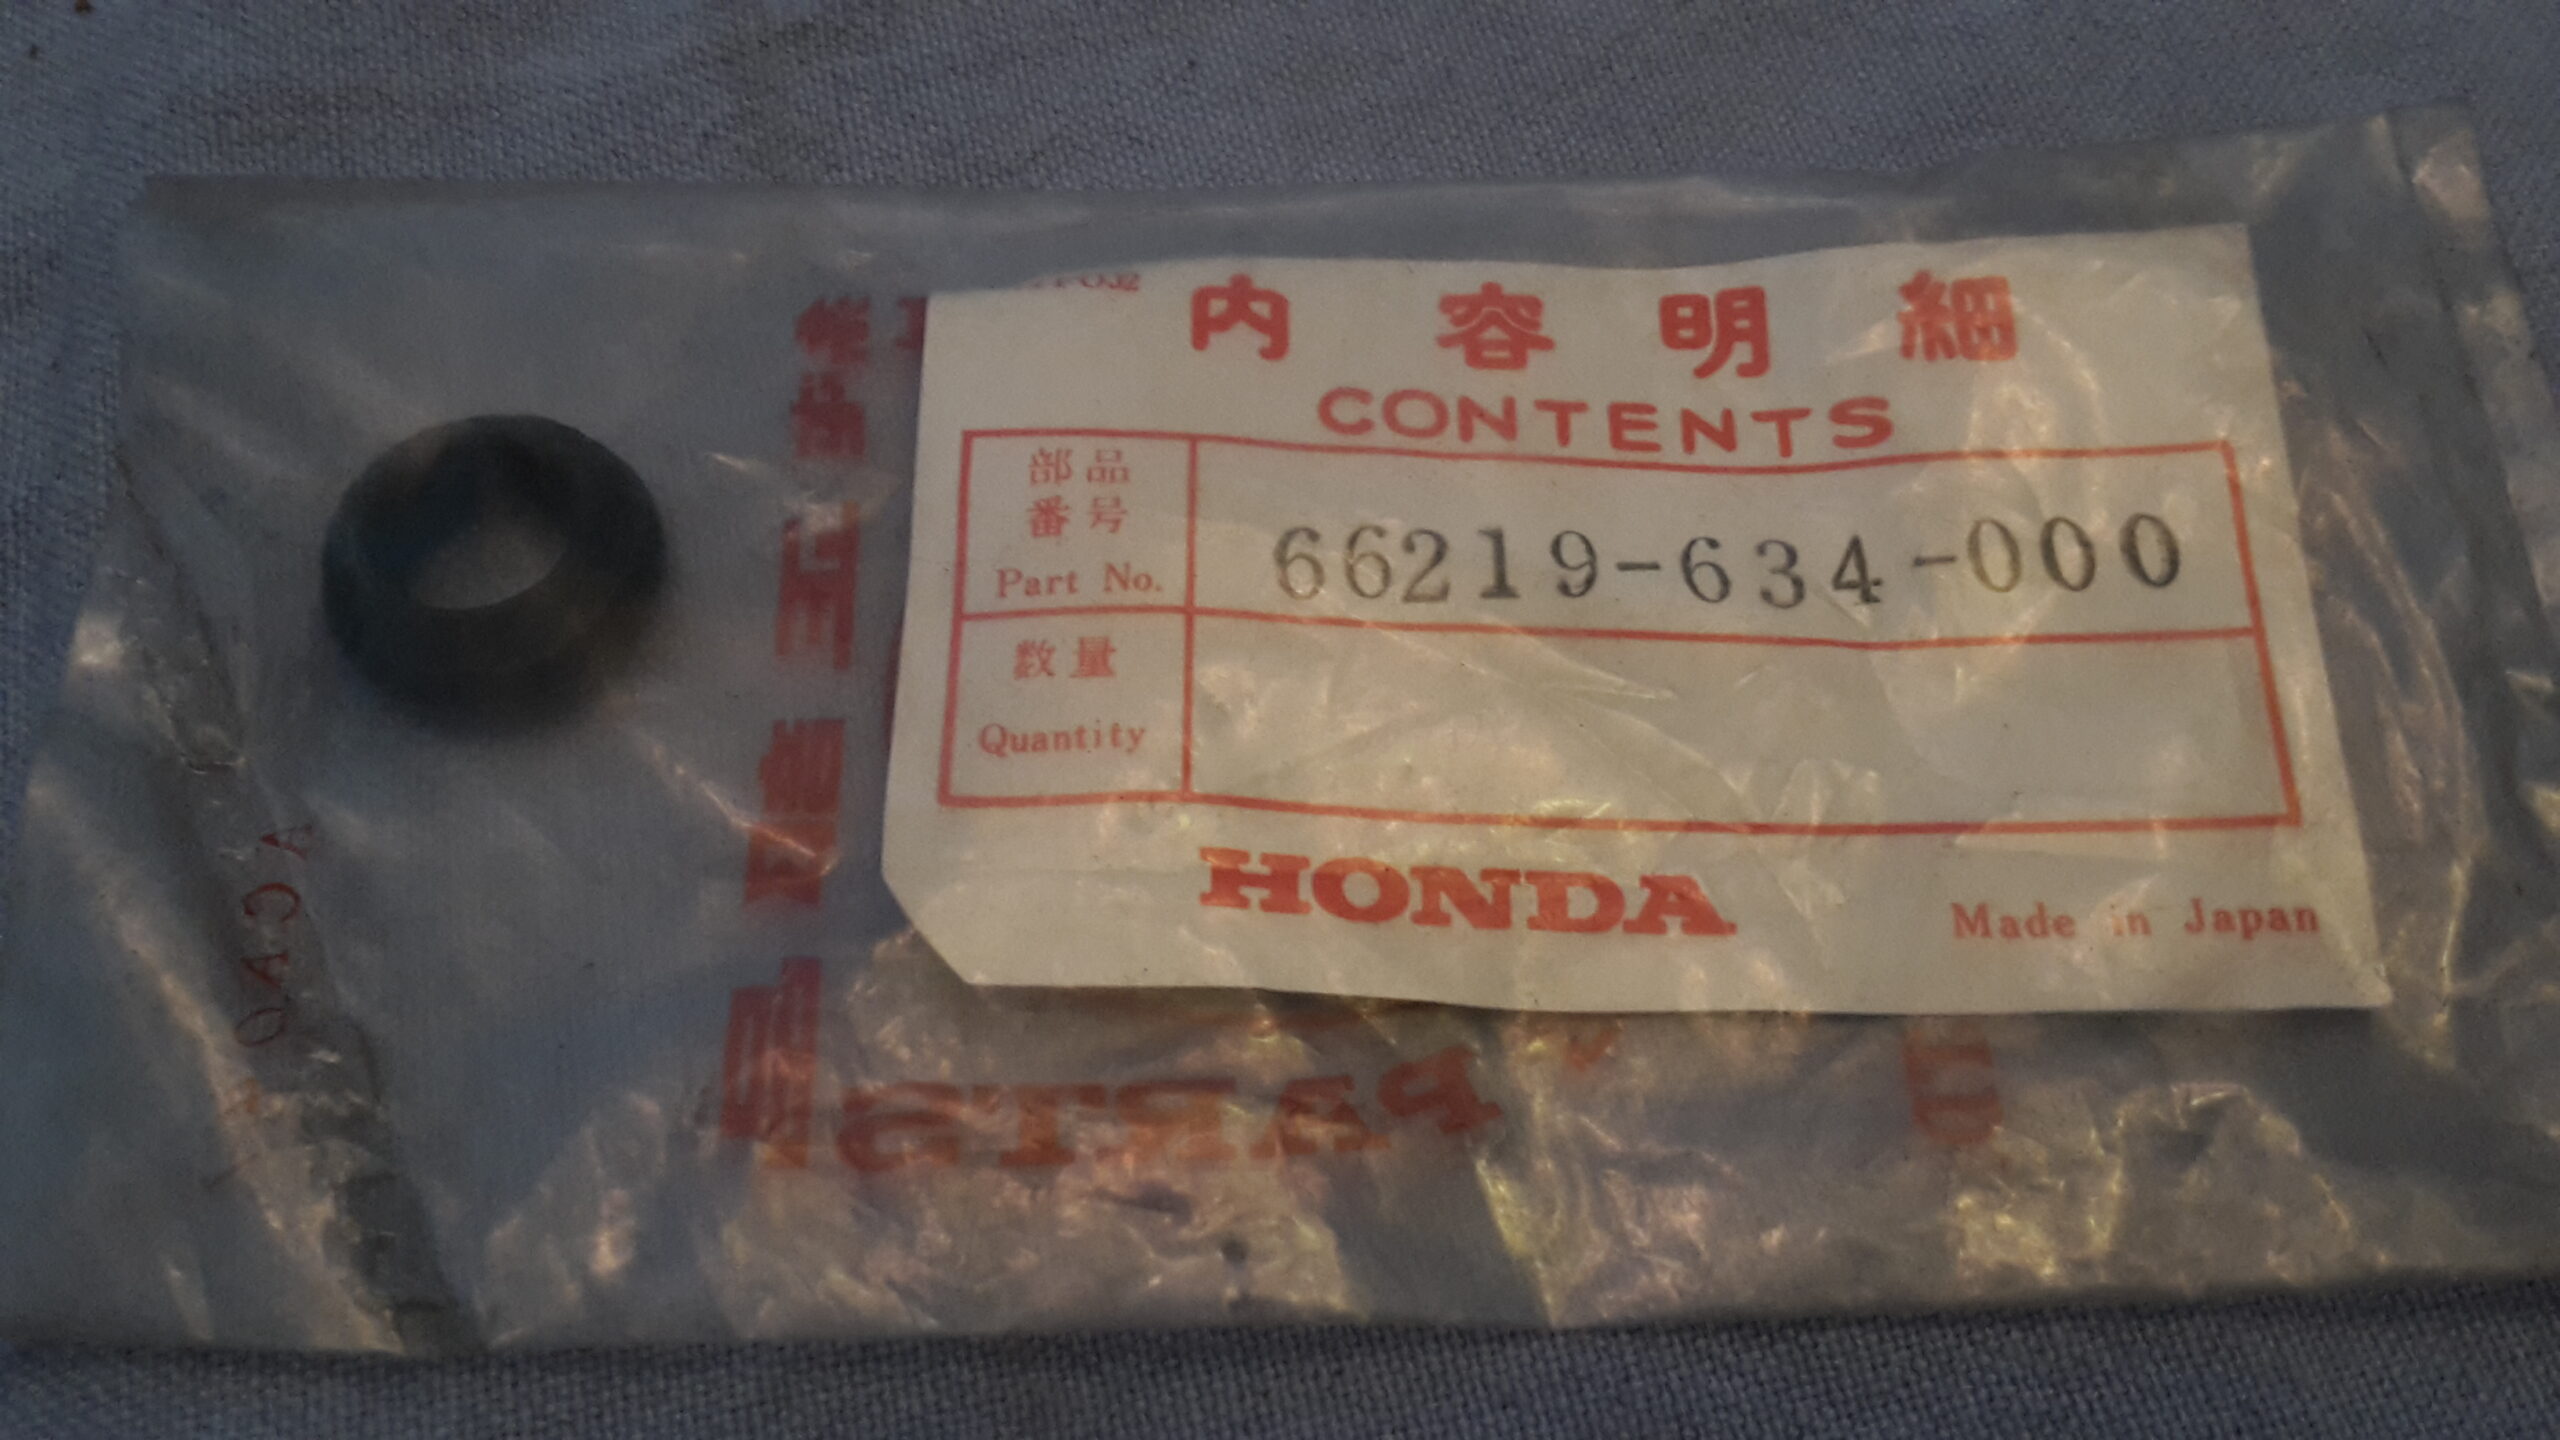 内容明細
CONTENTS
部品
番号
Part No.
66219-634-000
数量
Quantity
HONDA
Made in Japan
PARTS